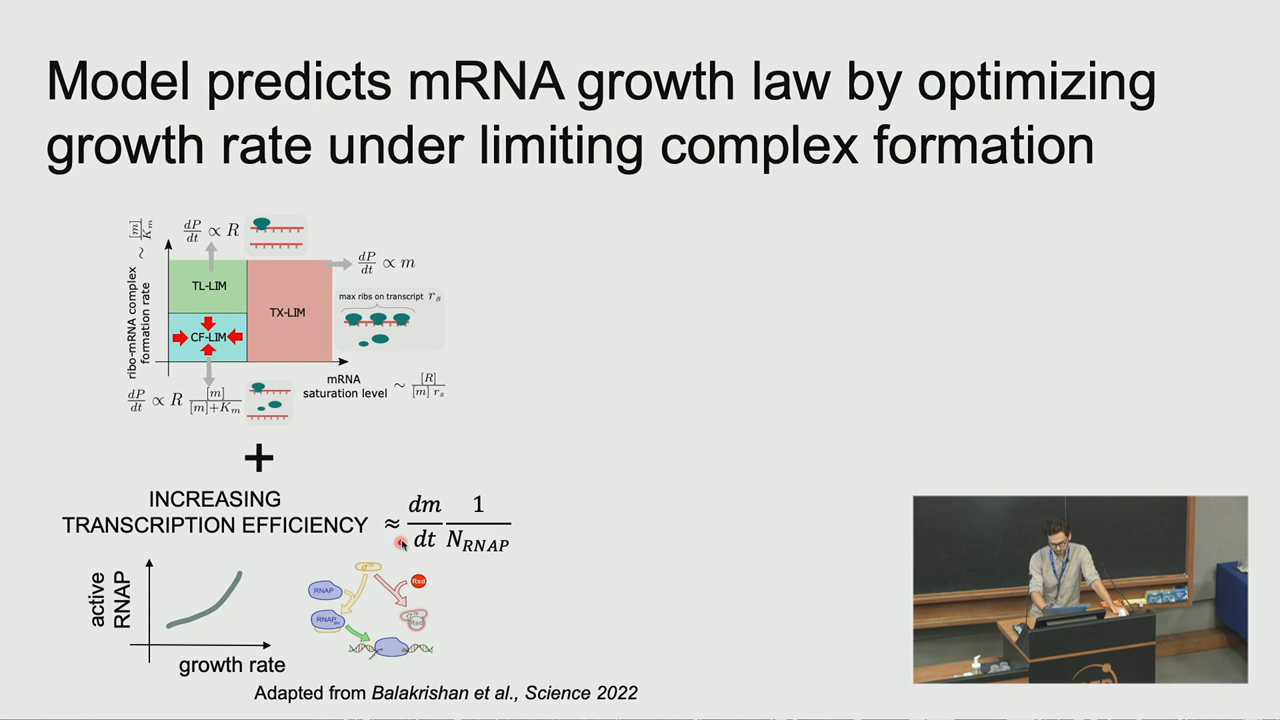 Model predicts mRNA growth law by optimizing
growth rate under limiting complex formation
ribo-mRNA complex
formation rate
~ [m]/K_m
dP/dt ∝ R
dP/dt ∝ m
TL-LIM
TX-LIM
CF-LIM
max ribs on transcript r_s
mRNA
saturation level ~ [R]/[m] r_s
dP/dt ∝ R [m]/[m]+K_m
+
INCREASING
TRANSCRIPTION EFFICIENCY ≈ dm/dt 1/N_RNAP
active
RNAP
growth rate
RNAP
Rsd
RNAP
Rsd
Adapted from Balakrishan et al., Science 2022